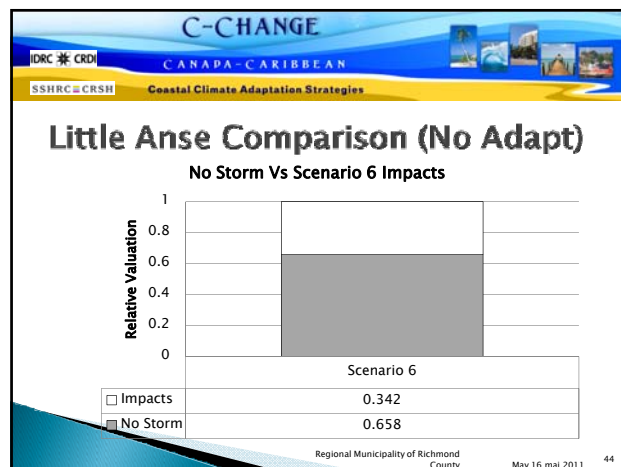 C-CHANGE
IDRC CRDI
CANADA-CARIBBEAN
SSHRC CRSH
Coastal Climate Adaptation Strategies
Little Anse Comparison (No Adapt)
No Storm Vs Scenario 6 Impacts
Relative Valuation
1
0.8
0.6
0.4
0.2
0
Scenario 6
Impacts 0.342
No Storm 0.658
Regional Municipality of Richmond
County
May 16 mai 2011
44